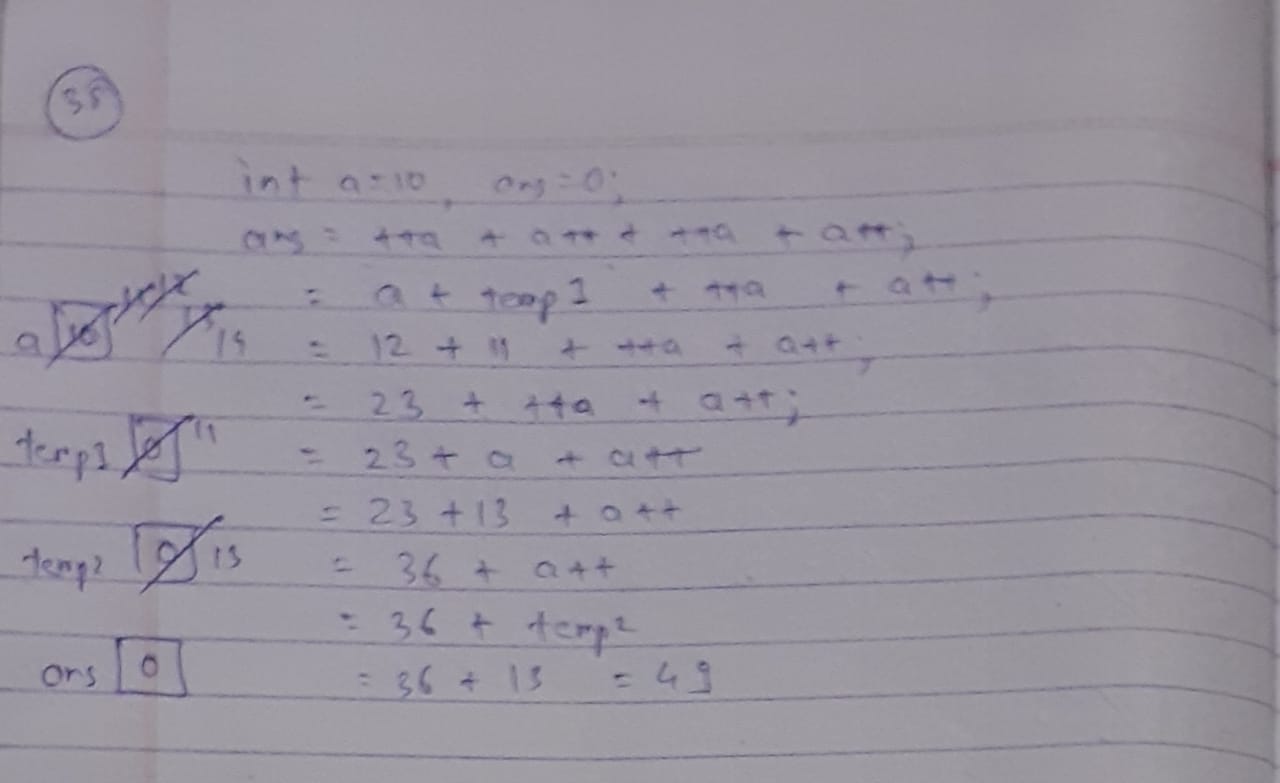 35
int a=10, ans=0;
ans = ++a + a++ + ++a + a++;
= a + temp1 + ++a + a++;
a 10 11 12 13 14
= 12 + 11 + ++a + a++;
= 23 + ++a + a++;
temp1 0 11
= 23 + a + a++
= 23 + 13 + a++
temp2 0 13
= 36 + a++
= 36 + temp2
ans 0
= 36 + 13 = 49